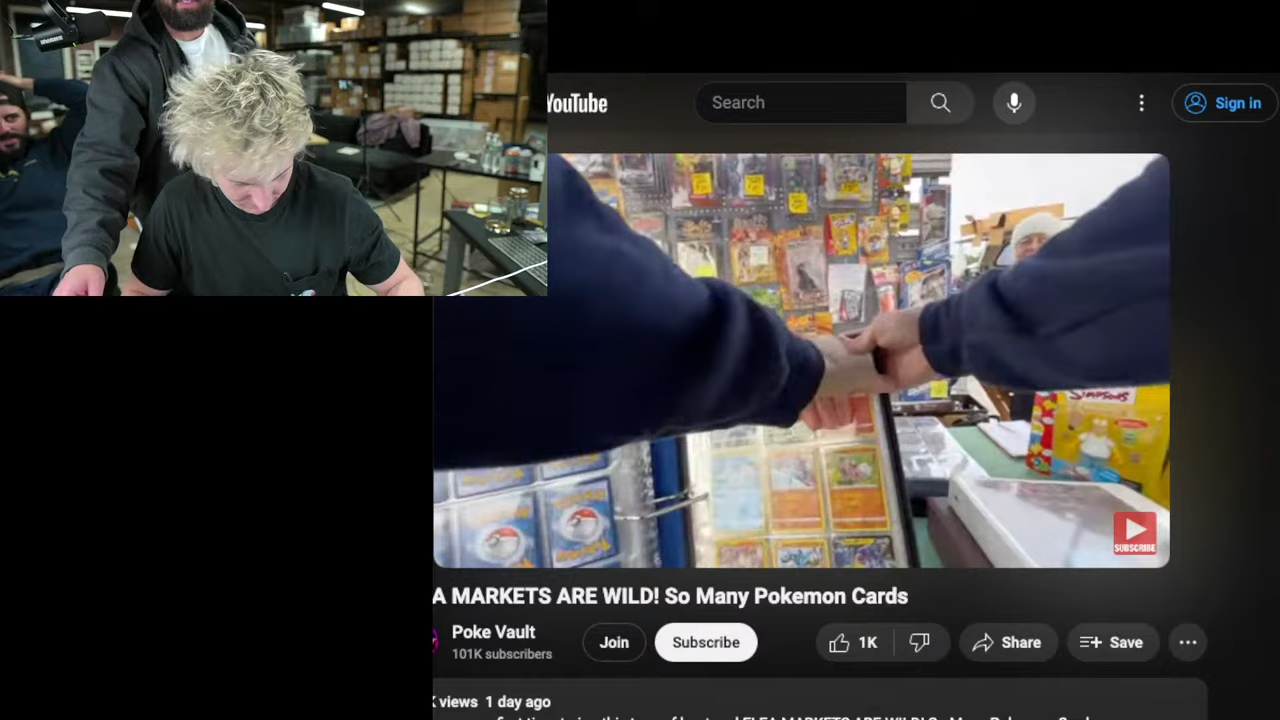 YouTube
Search
Sign in
SIMPSONS
SUBSCRIBE
A MARKETS ARE WILD! So Many Pokemon Cards
Poke Vault
101K subscribers
Join
Subscribe
1K
Share
Save
views 1 day ago